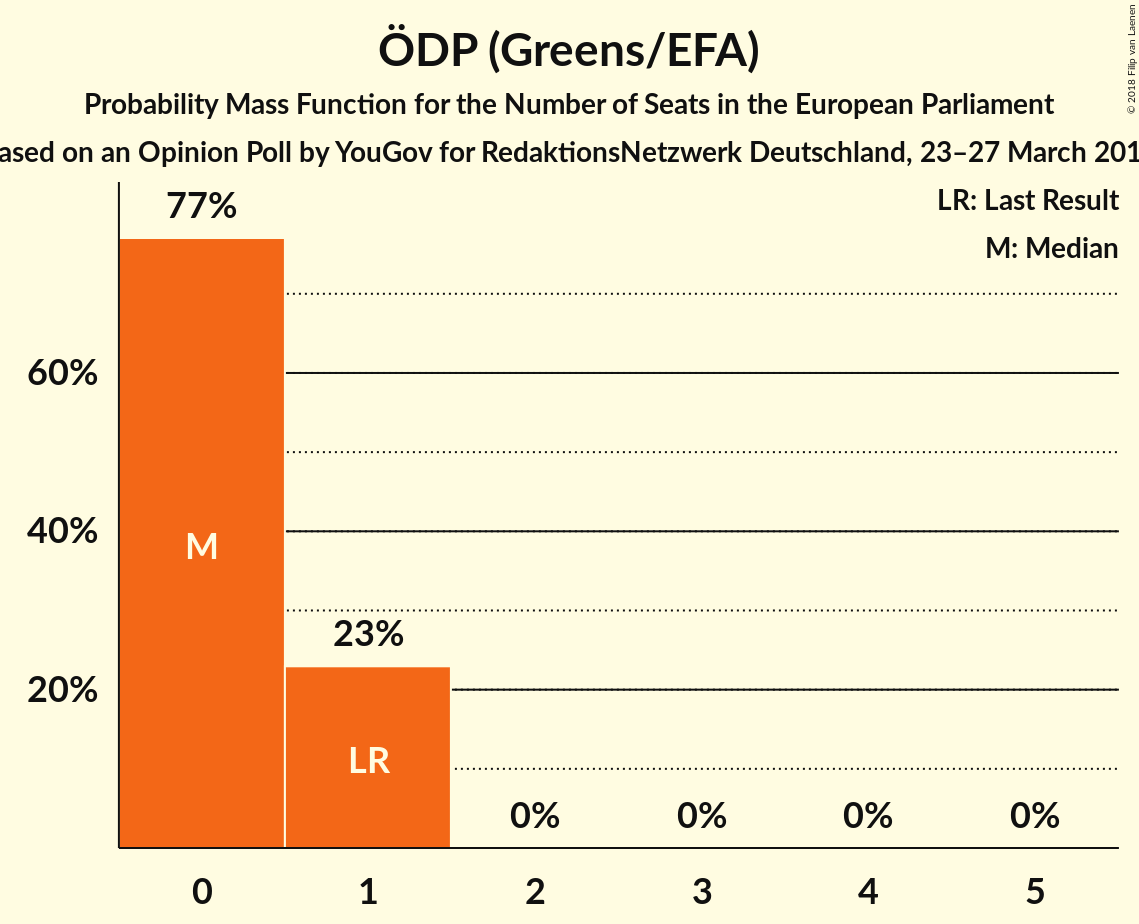 ÖDP (Greens/EFA)
Probability Mass Function for the Number of Seats in the European Parliament
ased on an Opinion Poll by YouGov for RedaktionsNetzwerk Deutschland, 23–27 March 201
© 2018 Filip van Laenen
LR: Last Result
M: Median
77%
60%
40%
20%
M
23%
LR
0%
0%
0%
0%
0
1
2
3
4
5